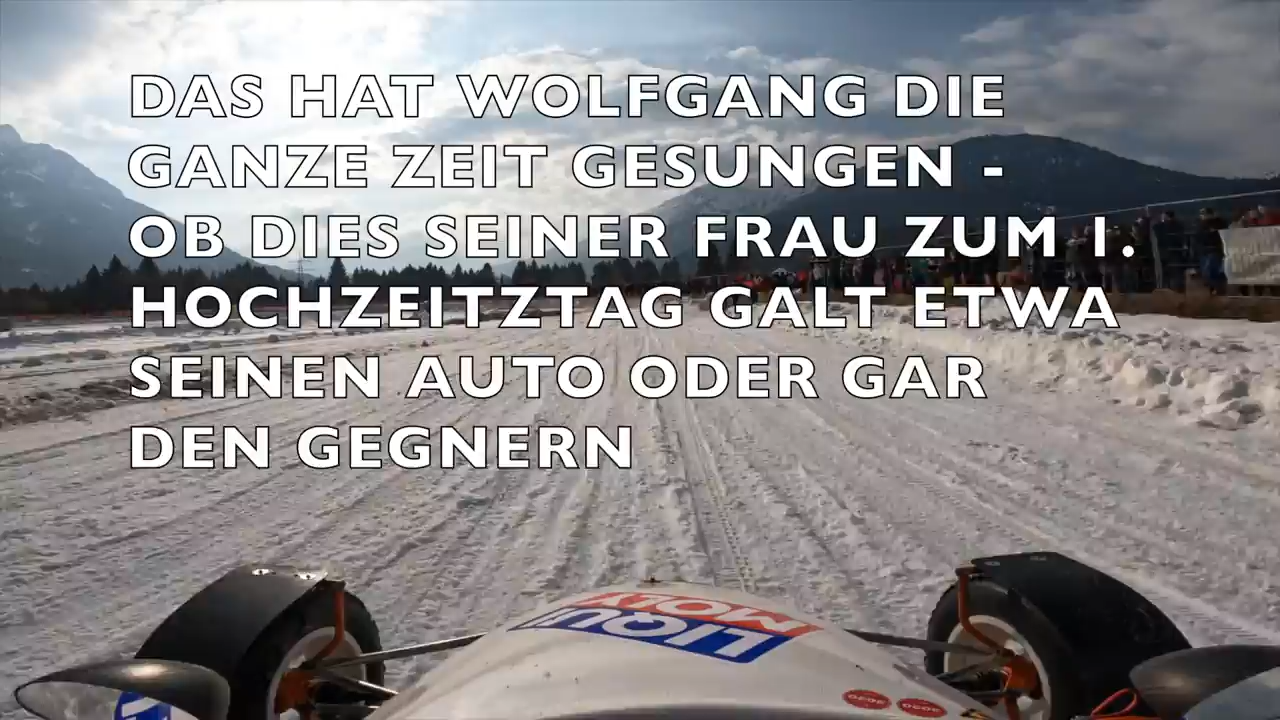 DAS HAT WOLFGANG DIE
GANZE ZEIT GESUNGEN -
OB DIES SEINER FRAU ZUM 1.
HOCHZEITZTAG GALT ETWA
SEINEN AUTO ODER GAR
DEN GEGNERN
LIQUI
MOLY